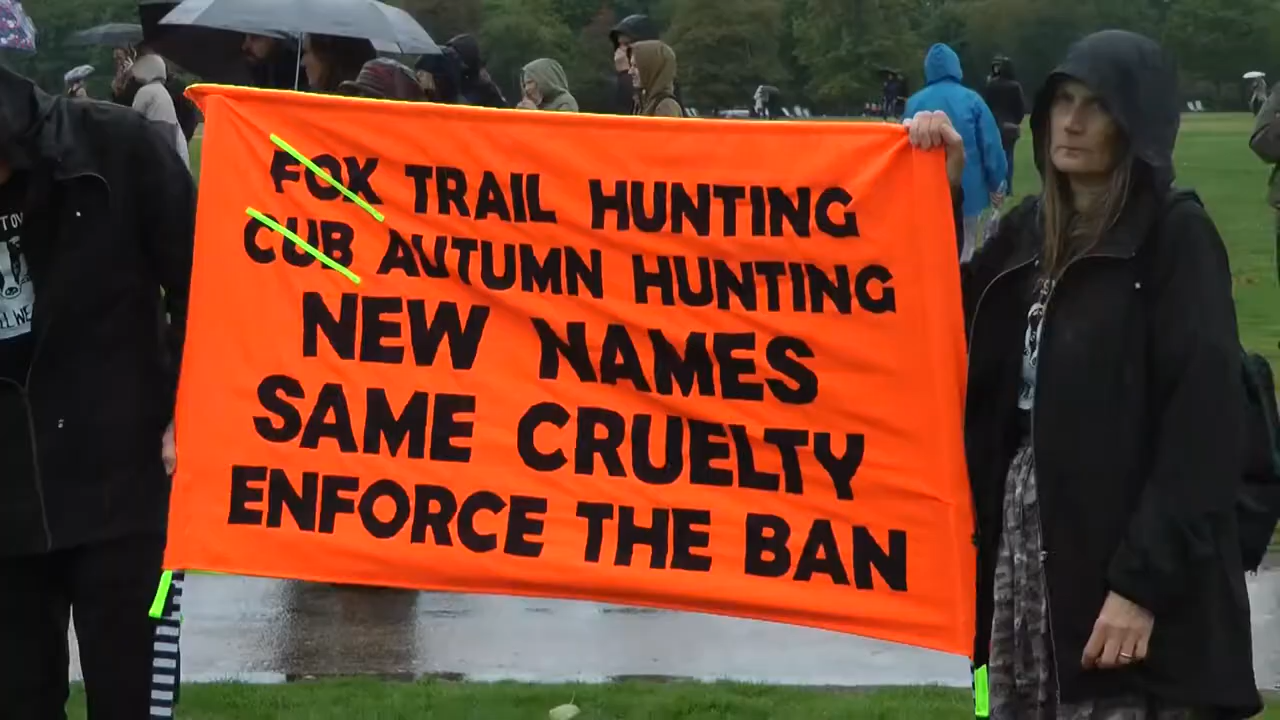 FOX TRAIL HUNTING
CUB AUTUMN HUNTING
NEW NAMES
SAME CRUELTY
ENFORCE THE BAN